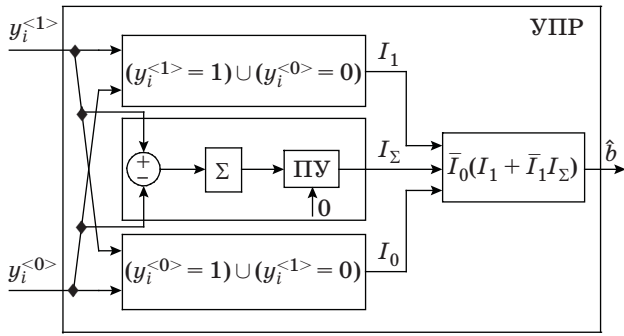 УПР
y_i^{<1>}
(y_i^{<1>} = 1) ∪ (y_i^{<0>} = 0)
I_1
+
−
Σ
ПУ
0
I_Σ
Ī_0(I_1 + Ī_1 I_Σ)
b̂
y_i^{<0>}
(y_i^{<0>} = 1) ∪ (y_i^{<1>} = 0)
I_0